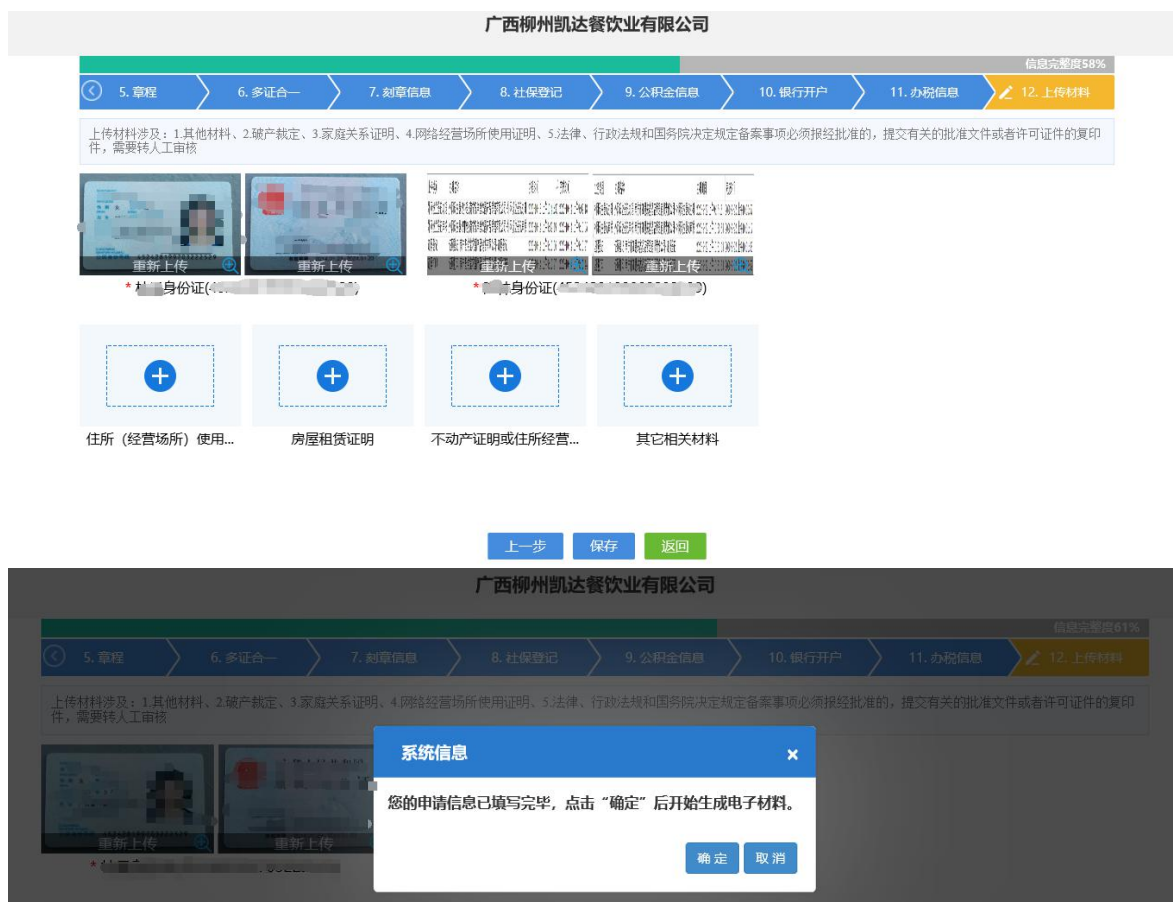 广西柳州凯达餐饮业有限公司
信息完整度58%
5. 章程 6. 多证合一 7. 刻章信息 8. 社保登记 9. 公积金信息 10. 银行开户 11. 办税信息 12. 上传材料
上传材料涉及：1.其他材料、2.破产裁定、3.家庭关系证明、4.网络经营场所使用证明、5.法律、行政法规和国务院决定规定备案事项必须报经批准的，提交有关的批准文件或者许可证件的复印
件，需要转人工审核
重新上传 重新上传 重新上传 重新上传
* 身份证( ) * 身份证( )
住所（经营场所）使用... 房屋租赁证明 不动产证明或住所经营... 其它相关材料
上一步 保存 返回
广西柳州凯达餐饮业有限公司
信息完整度61%
5. 章程 6. 多证合一 7. 刻章信息 8. 社保登记 9. 公积金信息 10. 银行开户 11. 办税信息 12. 上传材料
上传材料涉及：1.其他材料、2.破产裁定、3.家庭关系证明、4.网络经营场所使用证明、5.法律、行政法规和国务院决定规定备案事项必须报经批准的，提交有关的批准文件或者许可证件的复印
件，需要转人工审核
系统信息 ×
您的申请信息已填写完毕，点击“确定”后开始生成电子材料。
重新上传 重新上传
确定 取消